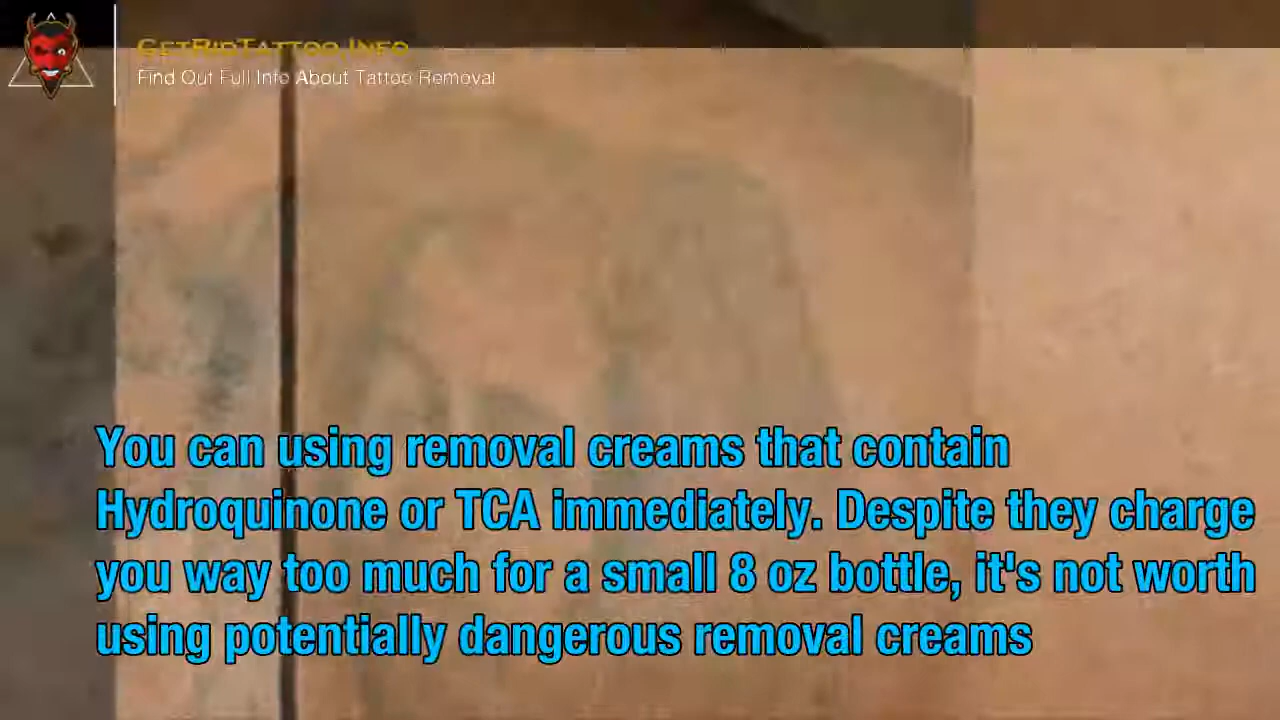 GetRidTattoo.Info
Find Out Full Info About Tattoo Removal
You can using removal creams that contain
Hydroquinone or TCA immediately. Despite they charge
you way too much for a small 8 oz bottle, it's not worth
using potentially dangerous removal creams